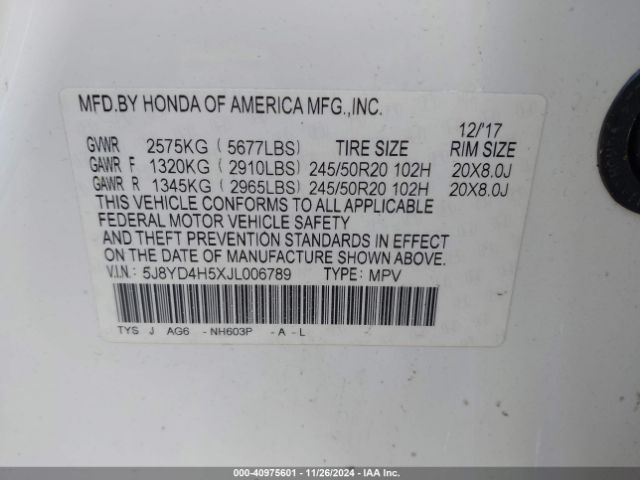 MFD.BY HONDA OF AMERICA MFG.,INC.
12/'17
GVWR 2575KG ( 5677LBS) TIRE SIZE RIM SIZE
GAWR F 1320KG ( 2910LBS) 245/50R20 102H 20X8.0J
GAWR R 1345KG ( 2965LBS) 245/50R20 102H 20X8.0J
THIS VEHICLE CONFORMS TO ALL APPLICABLE
FEDERAL MOTOR VEHICLE SAFETY
AND THEFT PREVENTION STANDARDS IN EFFECT
ON THE DATE OF MANUFACTURE SHOWN ABOVE.
V.I.N.: 5J8YD4H5XJL006789 TYPE: MPV
TYS J AG6 -NH603P -A-L
000-40975601 - 11/26/2024 - IAA Inc.